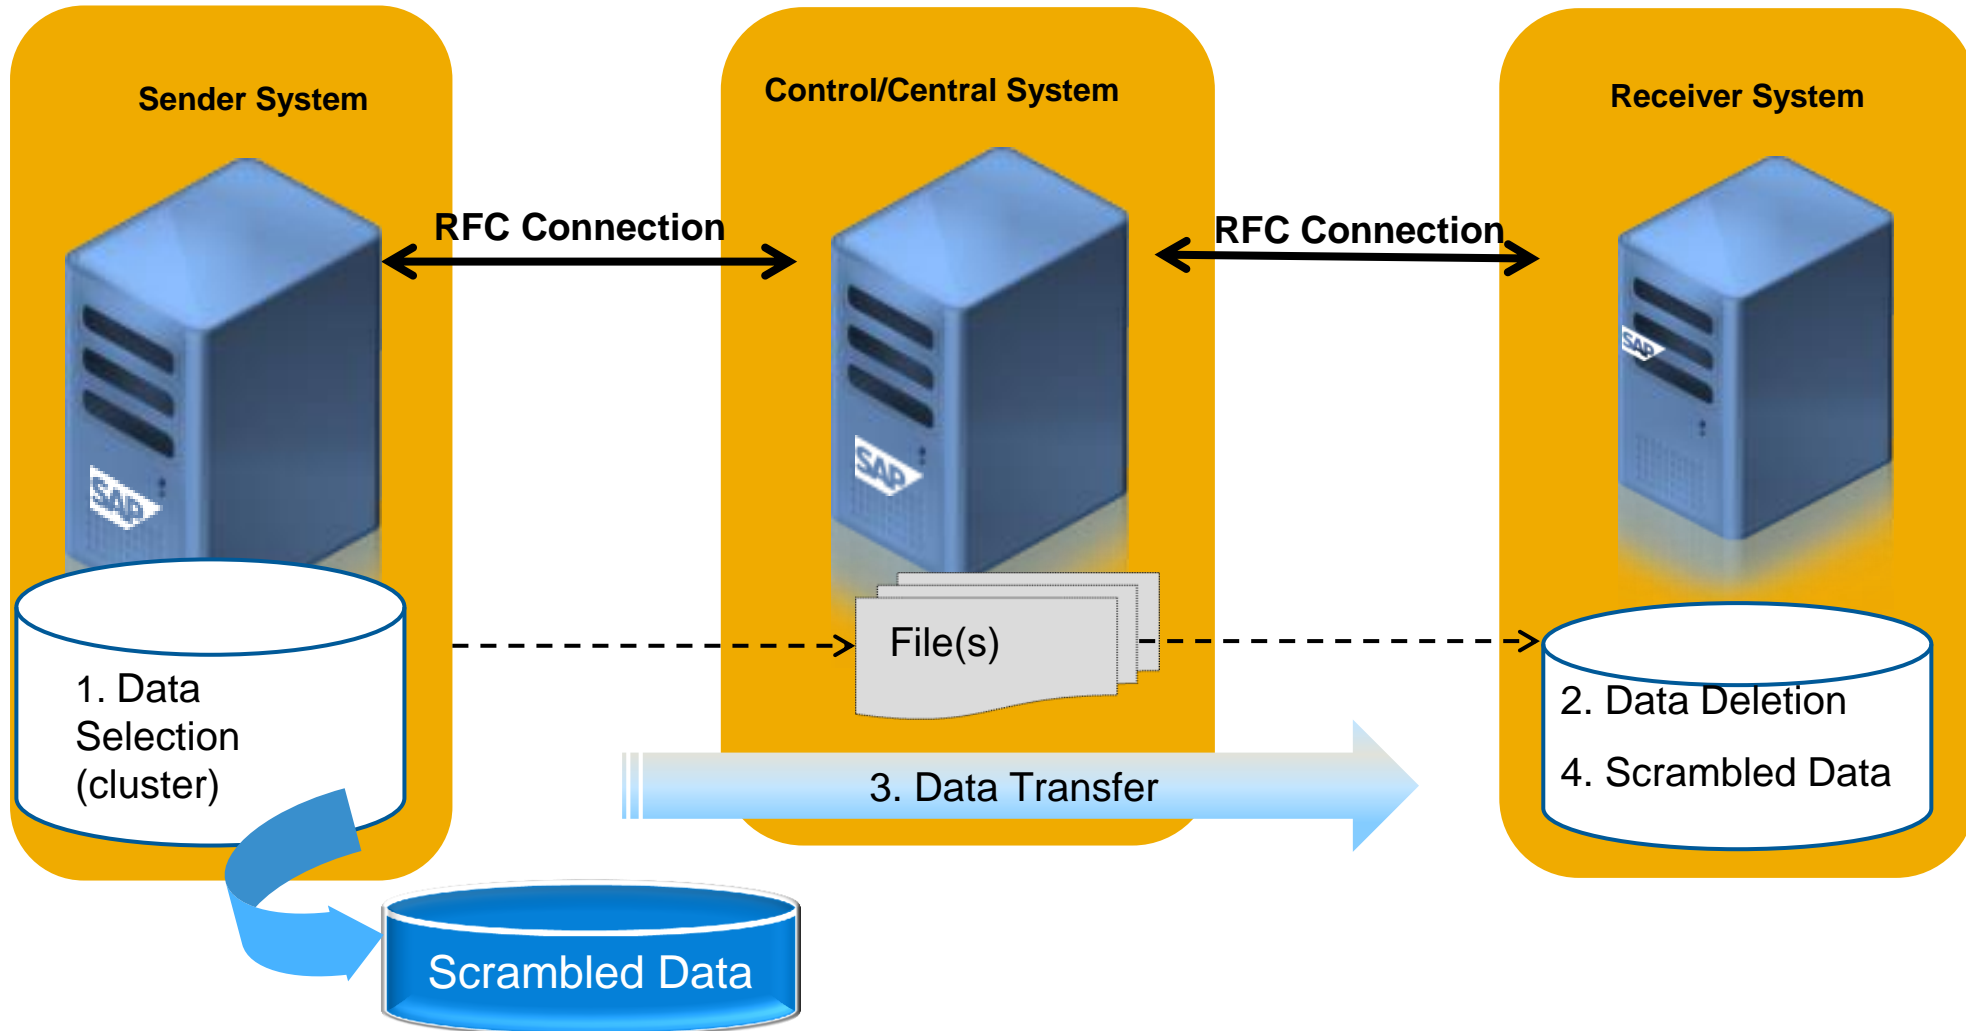 Sender System
Control/Central System
Receiver System
RFC Connection
RFC Connection
SAP
SAP
SAP
File(s)
1. Data
Selection
(cluster)
2. Data Deletion
4. Scrambled Data
3. Data Transfer
Scrambled Data